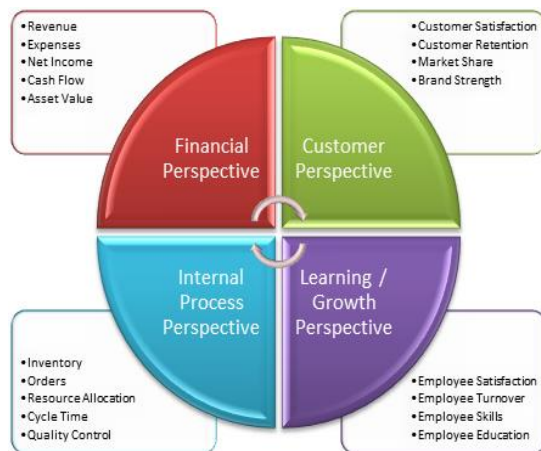 •Revenue
•Expenses
•Net Income
•Cash Flow
•Asset Value
•Customer Satisfaction
•Customer Retention
•Market Share
•Brand Strength
Financial
Perspective
Customer
Perspective
Internal
Process
Perspective
Learning /
Growth
Perspective
•Inventory
•Orders
•Resource Allocation
•Cycle Time
•Quality Control
•Employee Satisfaction
•Employee Turnover
•Employee Skills
•Employee Education